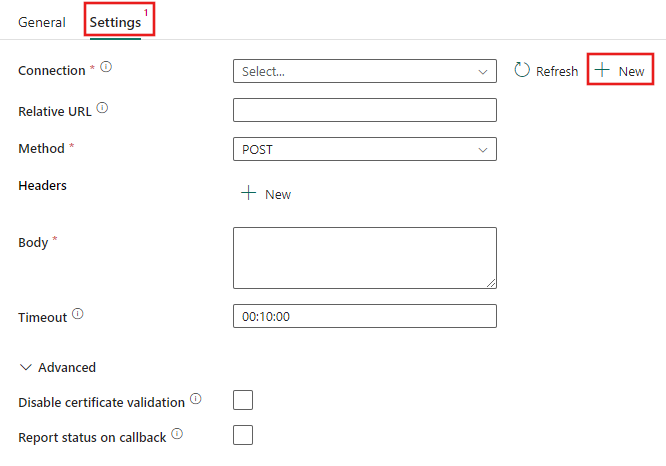 General Settings 1
Connection * Select... Refresh New
Relative URL
Method * POST
Headers New
Body *
Timeout 00:10:00
Advanced
Disable certificate validation
Report status on callback